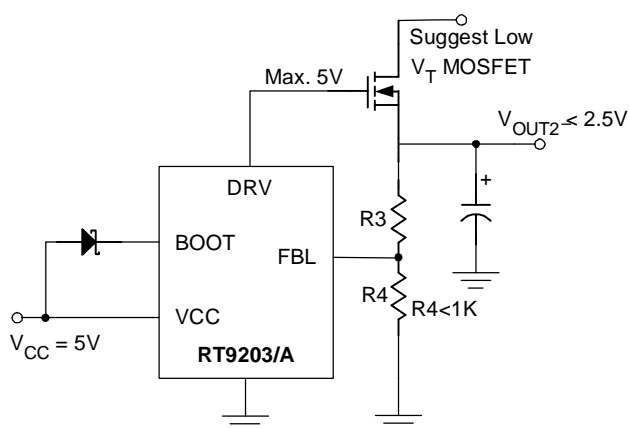 Suggest Low
V_T MOSFET
Max. 5V
V_OUT2 < 2.5V
DRV
R3
BOOT
FBL
R4
R4<1K
VCC
V_CC = 5V
RT9203/A
+